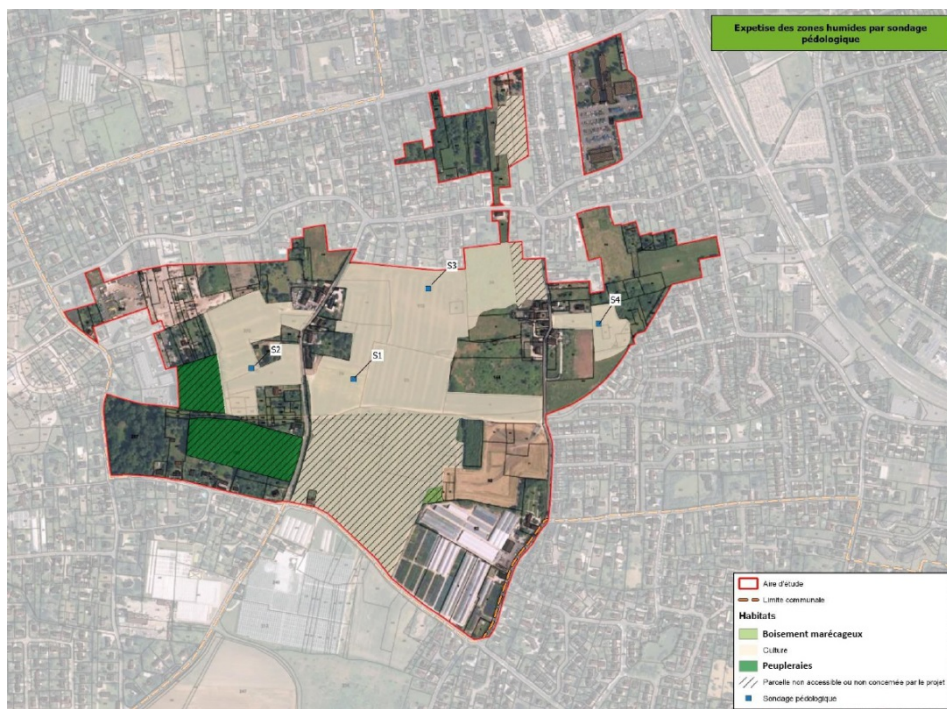 Expetise des zones humides par sondage
pédologique
S3
S4
S2
S1
Aire d'étude
Limite communale
Habitats
Boisement marécageux
Culture
Peupleraies
Parcelle non accessible ou non concernée par le projet
Sondage pédologique